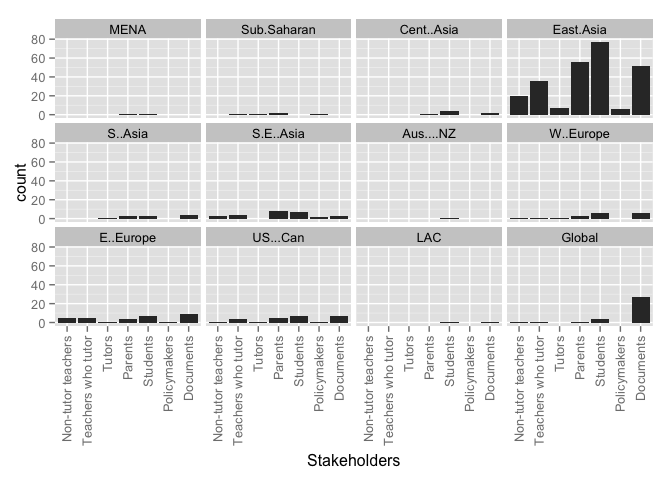 MENA
Sub.Saharan
Cent..Asia
East.Asia
80
60
40
20
0
S..Asia
S.E..Asia
Aus....NZ
W..Europe
80
60
40
20
0
E..Europe
US...Can
LAC
Global
80
60
40
20
0
count
Non-tutor teachers
Teachers who tutor
Tutors
Parents
Students
Policymakers
Documents
Non-tutor teachers
Teachers who tutor
Tutors
Parents
Students
Policymakers
Documents
Non-tutor teachers
Teachers who tutor
Tutors
Parents
Students
Policymakers
Documents
Non-tutor teachers
Teachers who tutor
Tutors
Parents
Students
Policymakers
Documents
Stakeholders